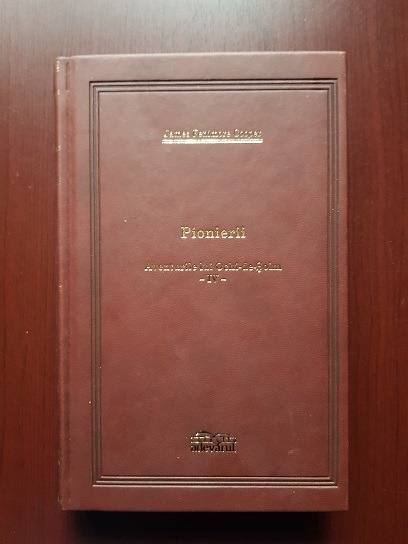 James Fenimore Cooper
Pionierii
Aventurile lui Ochi-de-Șoim
– IV –
adevărul